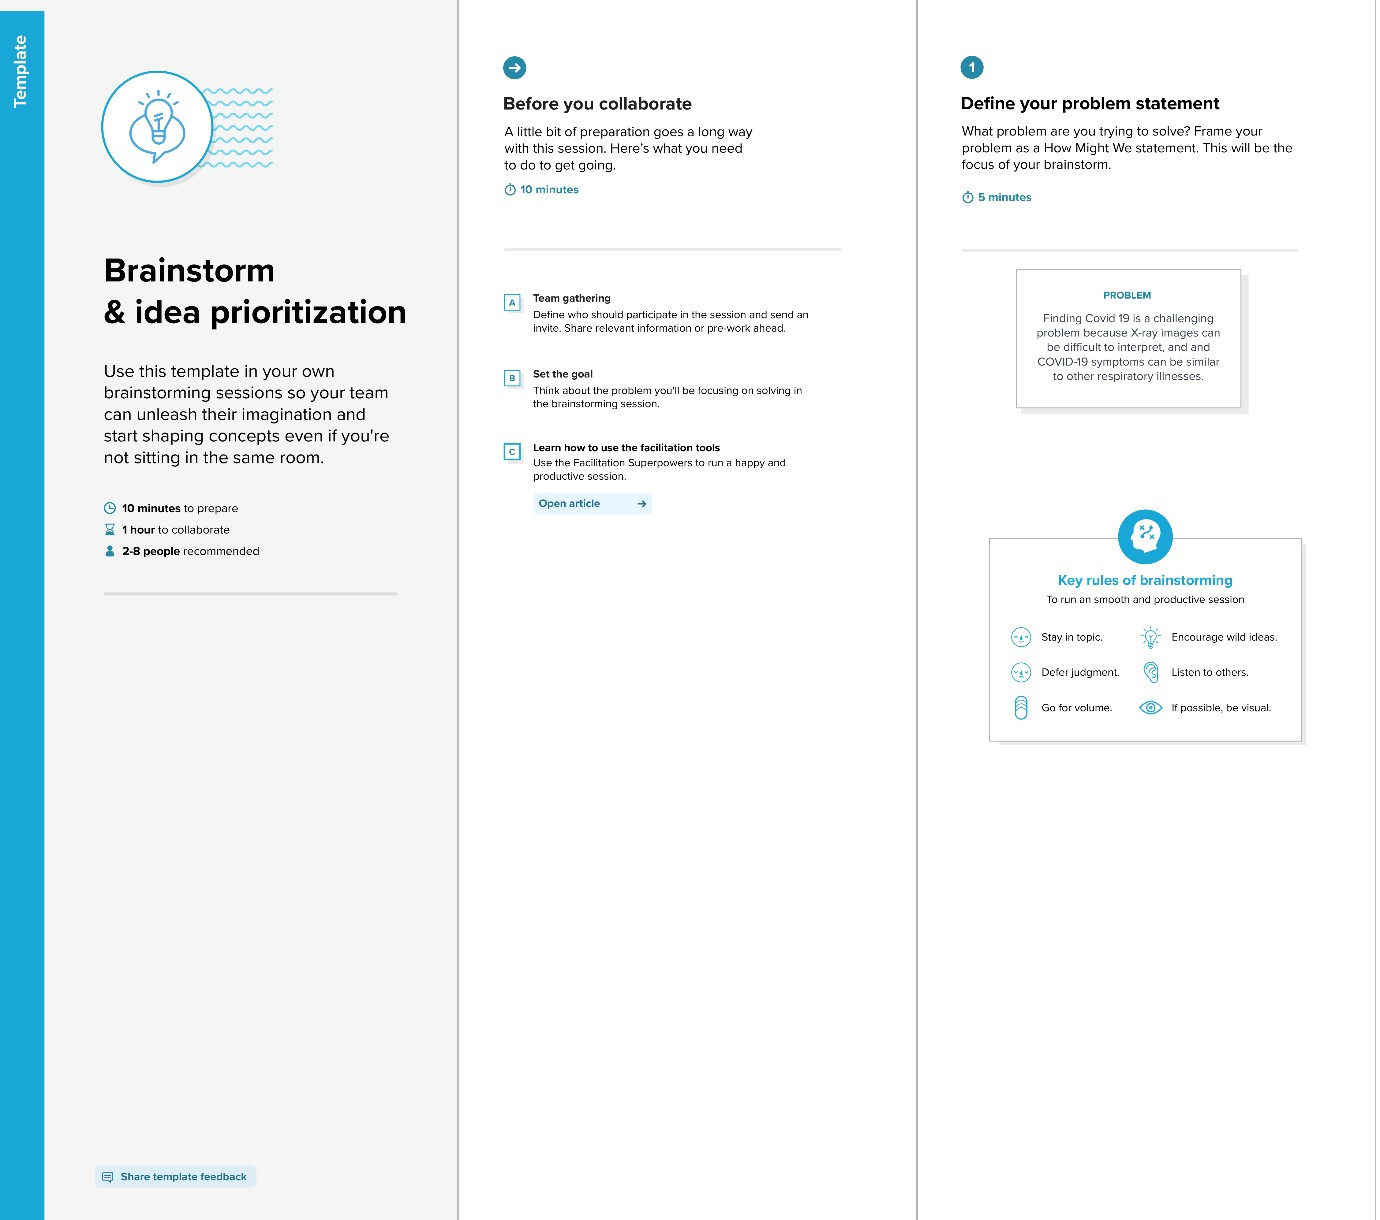 Template
Brainstorm
& idea prioritization
Use this template in your own
brainstorming sessions so your team
can unleash their imagination and
start shaping concepts even if you're
not sitting in the same room.
10 minutes to prepare
1 hour to collaborate
2-8 people recommended
Share template feedback
Before you collaborate
A little bit of preparation goes a long way
with this session. Here's what you need
to do to get going.
10 minutes
A
Team gathering
Define who should participate in the session and send an
invite. Share relevant information or pre-work ahead.
B
Set the goal
Think about the problem you'll be focusing on solving in
the brainstorming session.
C
Learn how to use the facilitation tools
Use the Facilitation Superpowers to run a happy and
productive session.
Open article
1
Define your problem statement
What problem are you trying to solve? Frame your
problem as a How Might We statement. This will be the
focus of your brainstorm.
5 minutes
PROBLEM
Finding Covid 19 is a challenging
problem because X-ray images can
be difficult to interpret, and and
COVID-19 symptoms can be similar
to other respiratory illnesses.
Key rules of brainstorming
To run an smooth and productive session
Stay in topic.
Encourage wild ideas.
Defer judgment.
Listen to others.
Go for volume.
If possible, be visual.